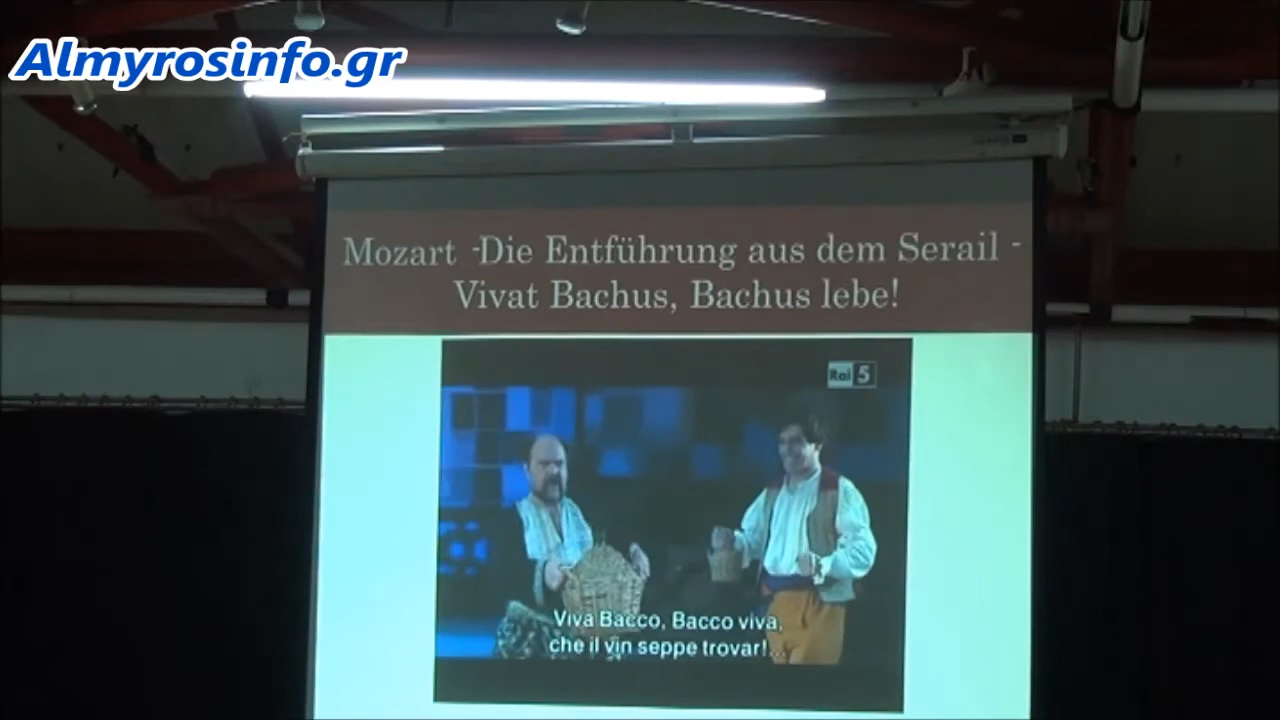 Almyrosinfo.gr
Mozart -Die Entführung aus dem Serail -
Vivat Bachus, Bachus lebe!
Rai 5
Viva Bacco, Bacco viva,
che il vin seppe trovar!...